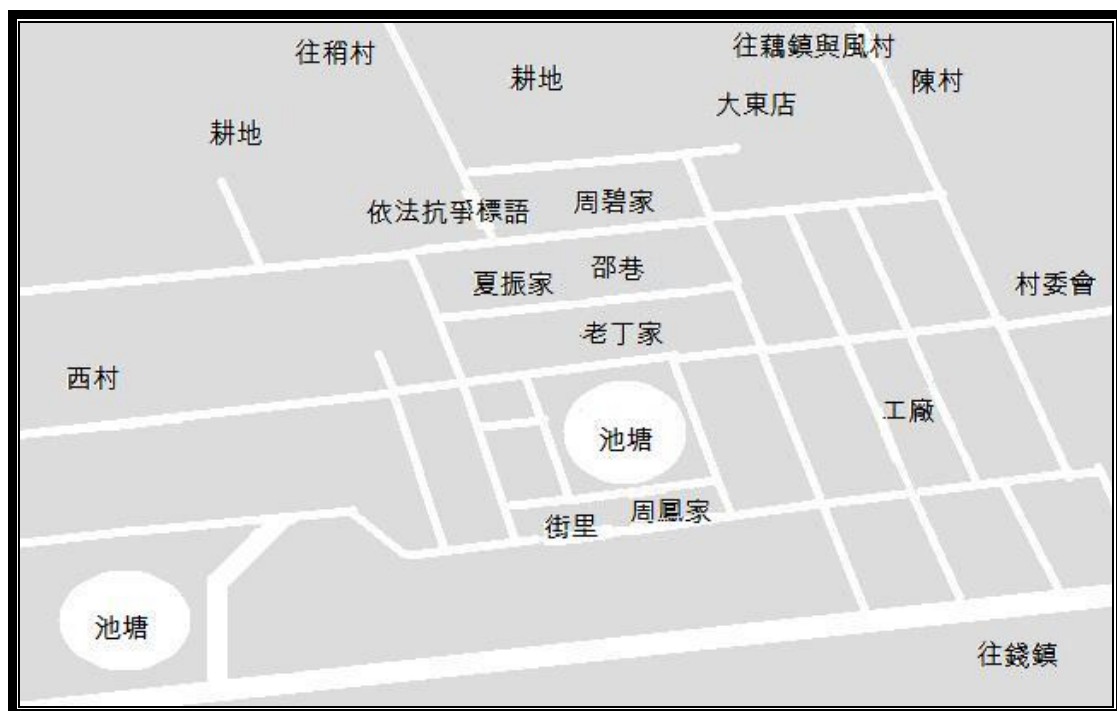 往稍村
往藕鎮與風村
耕地
陳村
大東店
耕地
依法抗爭標語
周碧家
邵巷
夏振家
村委會
老丁家
西村
工廠
池塘
周鳳家
街里
池塘
往錢鎮